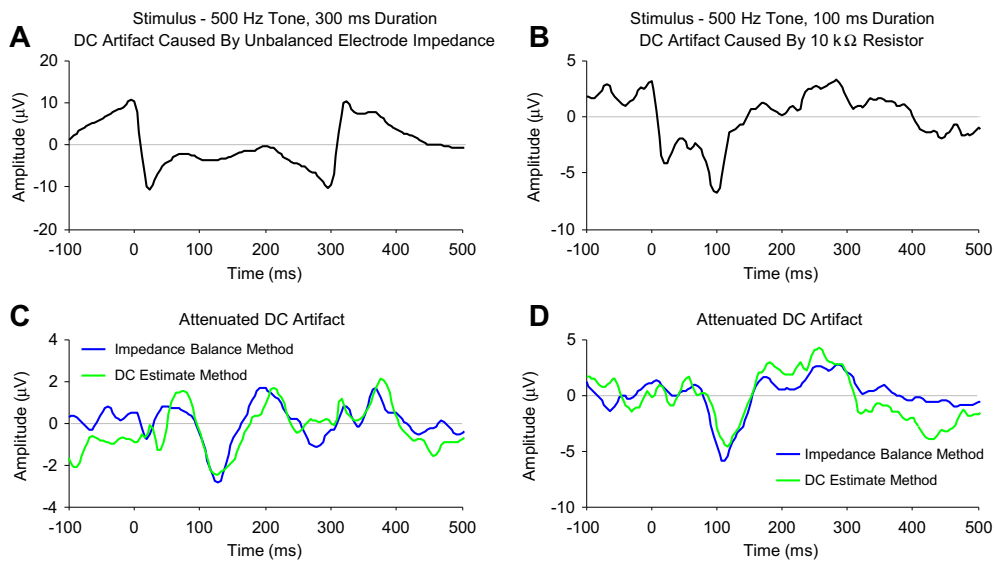 A
Stimulus - 500 Hz Tone, 300 ms Duration
DC Artifact Caused By Unbalanced Electrode Impedance
20
10
0
-10
-20
Amplitude (µV)
-100 0 100 200 300 400 500
Time (ms)
B
Stimulus - 500 Hz Tone, 100 ms Duration
DC Artifact Caused By 10 kΩ Resistor
5
0
-5
-10
Amplitude (µV)
-100 0 100 200 300 400 500
Time (ms)
C
Attenuated DC Artifact
4
2
0
-2
-4
Amplitude (µV)
Impedance Balance Method
DC Estimate Method
-100 0 100 200 300 400 500
Time (ms)
D
Attenuated DC Artifact
5
0
-5
-10
Amplitude (µV)
Impedance Balance Method
DC Estimate Method
-100 0 100 200 300 400 500
Time (ms)